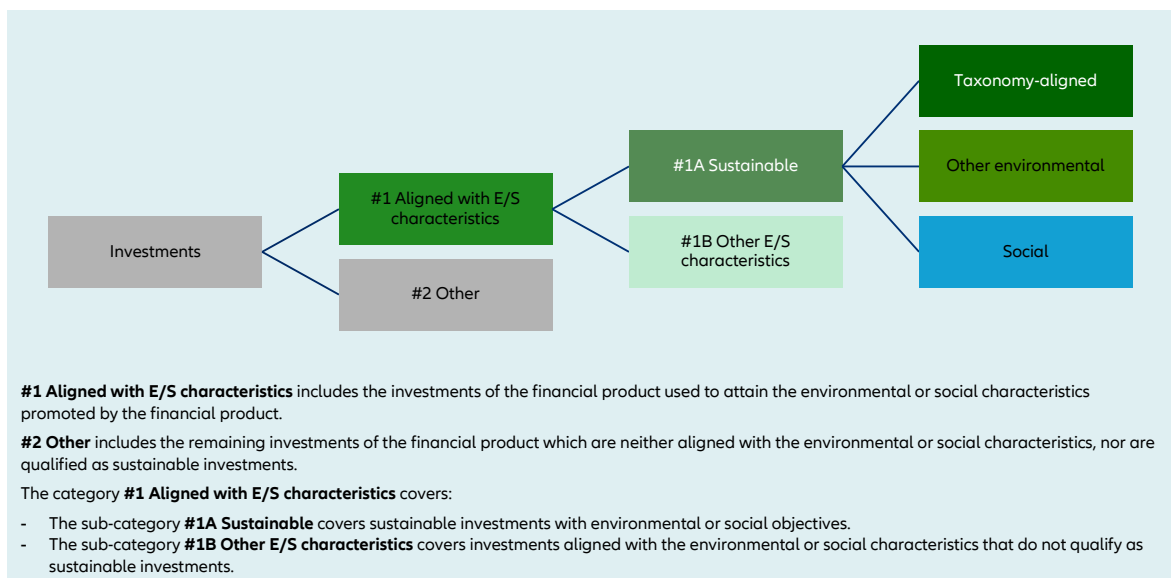 Taxonomy-aligned
#1A Sustainable
Other environmental
#1 Aligned with E/S
characteristics
#1B Other E/S
characteristics
Investments
Social
#2 Other
#1 Aligned with E/S characteristics includes the investments of the financial product used to attain the environmental or social characteristics
promoted by the financial product.
#2 Other includes the remaining investments of the financial product which are neither aligned with the environmental or social characteristics, nor are
qualified as sustainable investments.
The category #1 Aligned with E/S characteristics covers:
- The sub-category #1A Sustainable covers sustainable investments with environmental or social objectives.
- The sub-category #1B Other E/S characteristics covers investments aligned with the environmental or social characteristics that do not qualify as
sustainable investments.